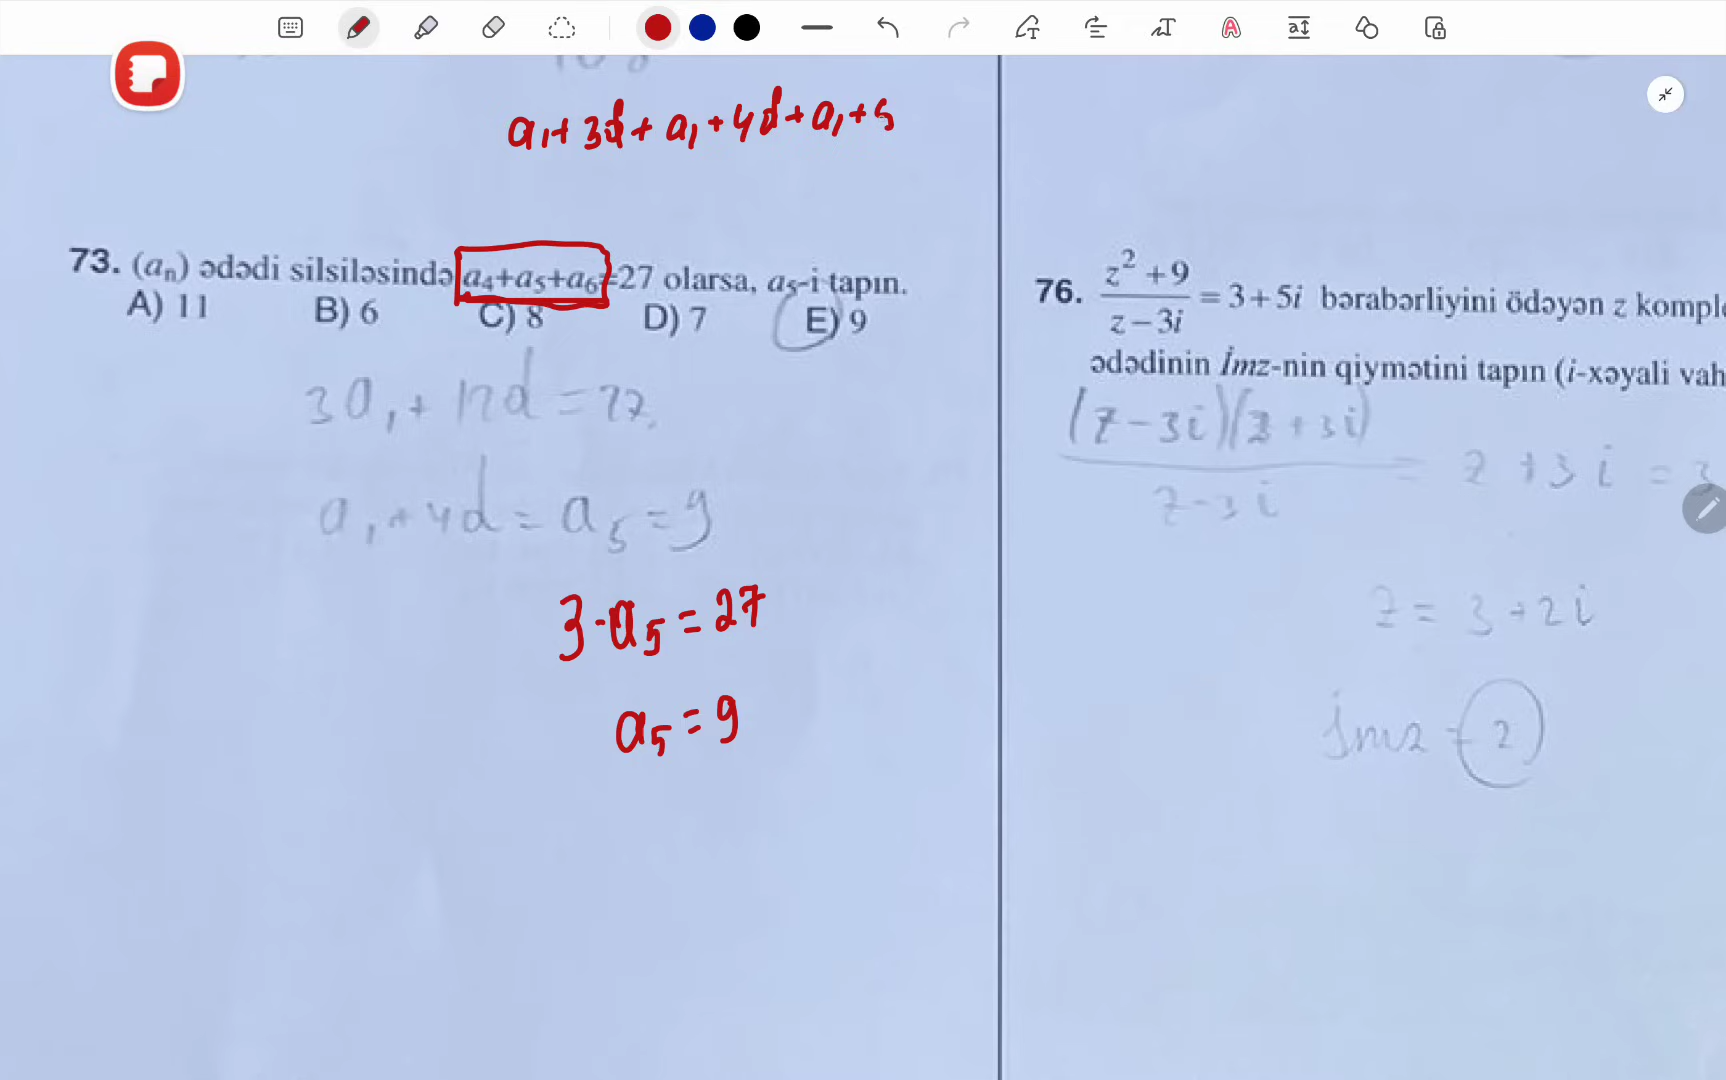 a₁+3d+a₁+4d+a₁+5
73. (aₙ) ədədi silsiləsində a₄+a₅+a₆=27 olarsa, a₅-i tapın.
A) 11 B) 6 C) 8 D) 7 E) 9
3a₁+12d=27
a₁+4d=a₅=9
3·a₅=27
a₅=9
76. (z²+9)/(z−3i) = 3+5i bərabərliyini ödəyən z
ədədinin İmz-nin qiymətini tapın (i-xəyali
(z−3i)(z+3i)/(z−3i) = z+3i = 3
z = 3+2i
İmz = 2